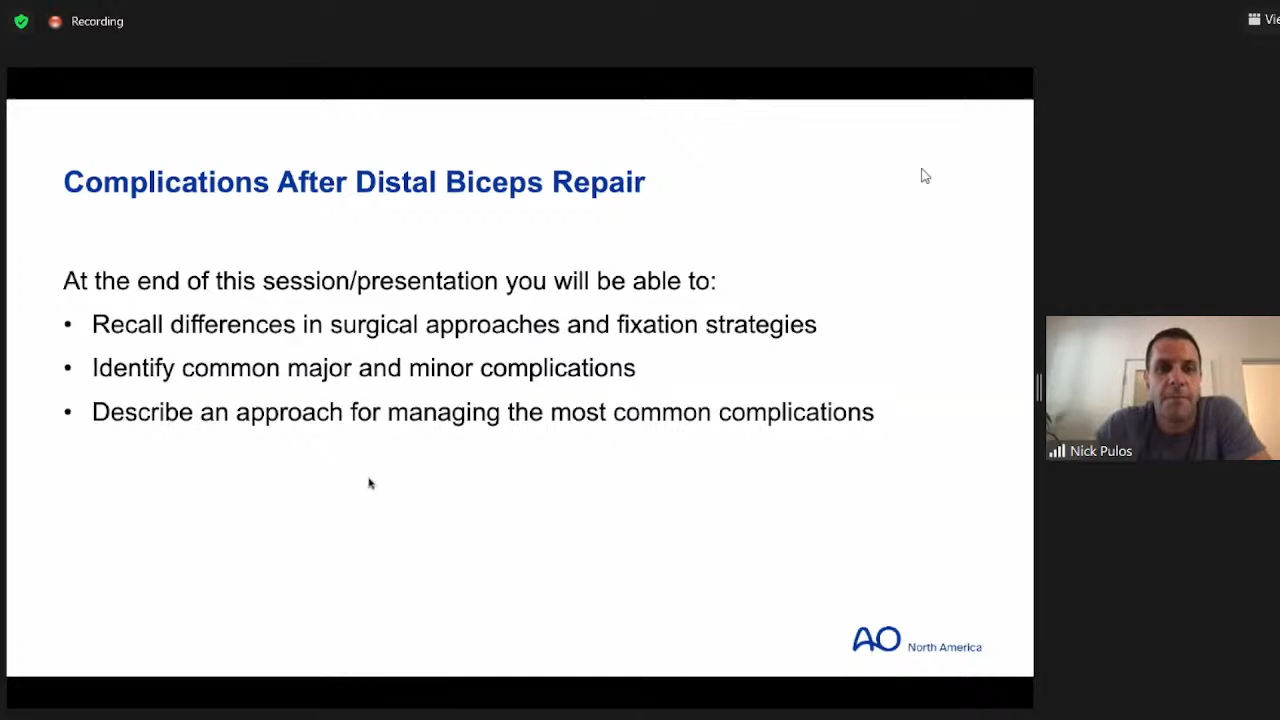 Recording
Vie
Complications After Distal Biceps Repair
At the end of this session/presentation you will be able to:
• Recall differences in surgical approaches and fixation strategies
• Identify common major and minor complications
• Describe an approach for managing the most common complications
Nick Pulos
AO North America